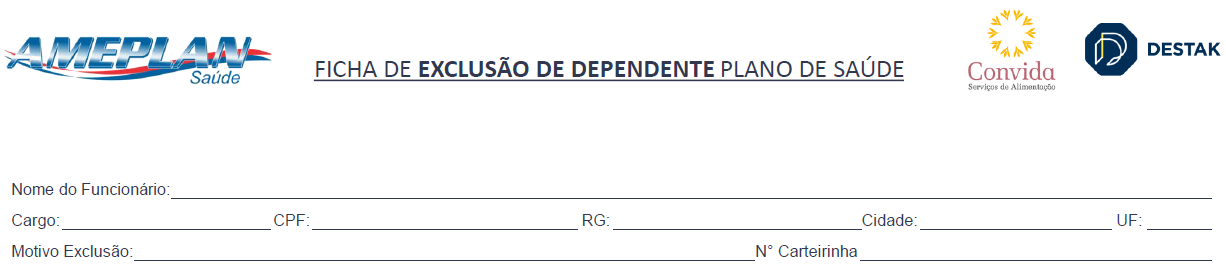 AMEPLAN
Saúde
FICHA DE EXCLUSÃO DE DEPENDENTE PLANO DE SAÚDE
Convida
Serviços de Alimentação
DESTAK
Nome do Funcionário:
Cargo: CPF: RG: Cidade: UF:
Motivo Exclusão: N° Carteirinha